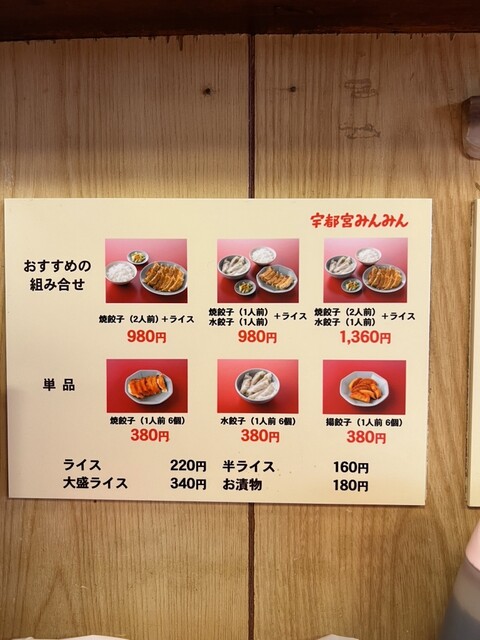 宇都宮みんみん
おすすめの
組み合せ
焼餃子（2人前）+ライス
980円
焼餃子（1人前）
水餃子（1人前）
+ライス
980円
焼餃子（2人前）
水餃子（1人前）
+ライス
1,360円
単品
焼餃子（1人前 6個）
380円
水餃子（1人前 6個）
380円
揚餃子（1人前 6個）
380円
ライス 220円 半ライス 160円
大盛ライス 340円 お漬物 180円